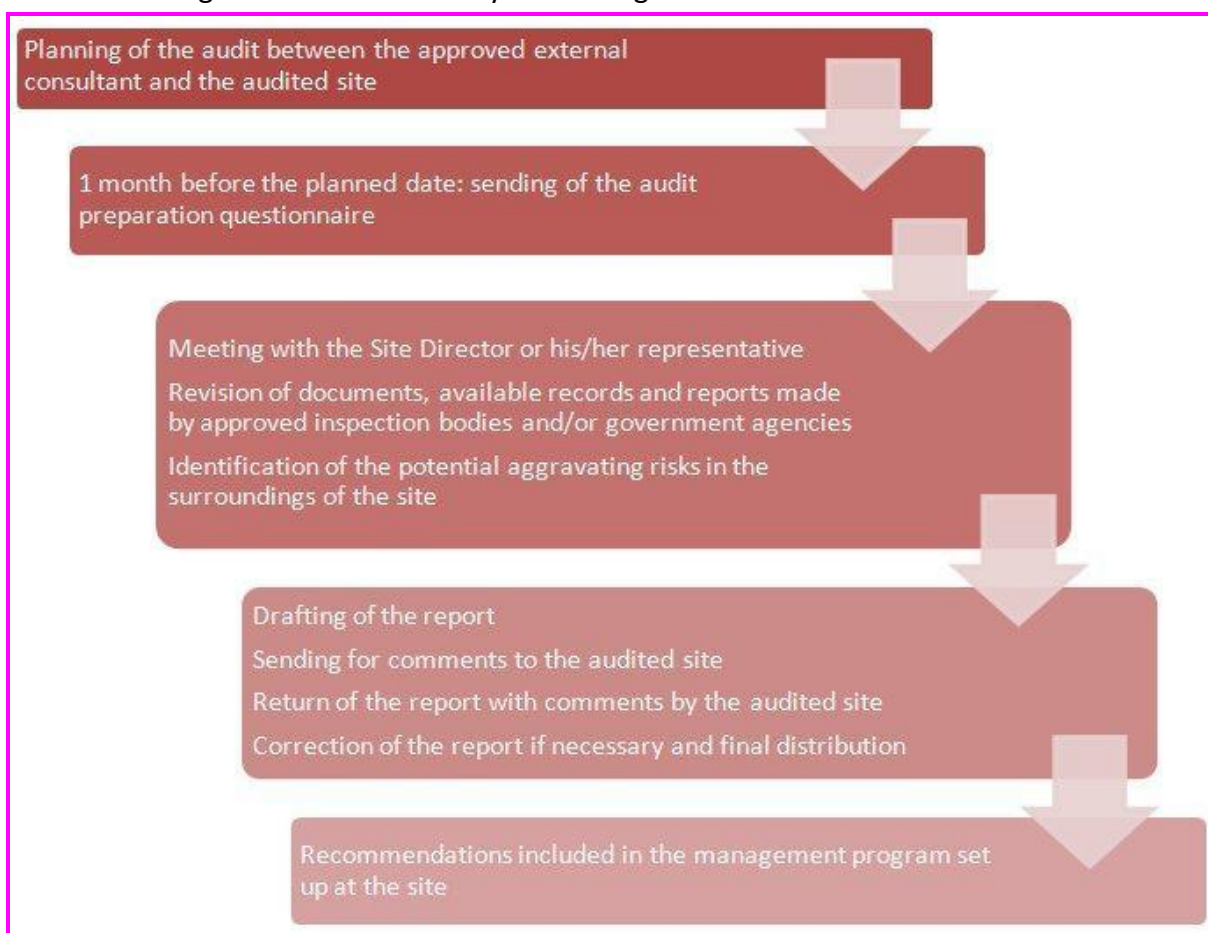 Planning of the audit between the approved external
consultant and the audited site
1 month before the planned date: sending of the audit
preparation questionnaire
Meeting with the Site Director or his/her representative
Revision of documents, available records and reports made
by approved inspection bodies and/or government agencies
Identification of the potential aggravating risks in the
surroundings of the site
Drafting of the report
Sending for comments to the audited site
Return of the report with comments by the audited site
Correction of the report if necessary and final distribution
Recommendations included in the management program set
up at the site